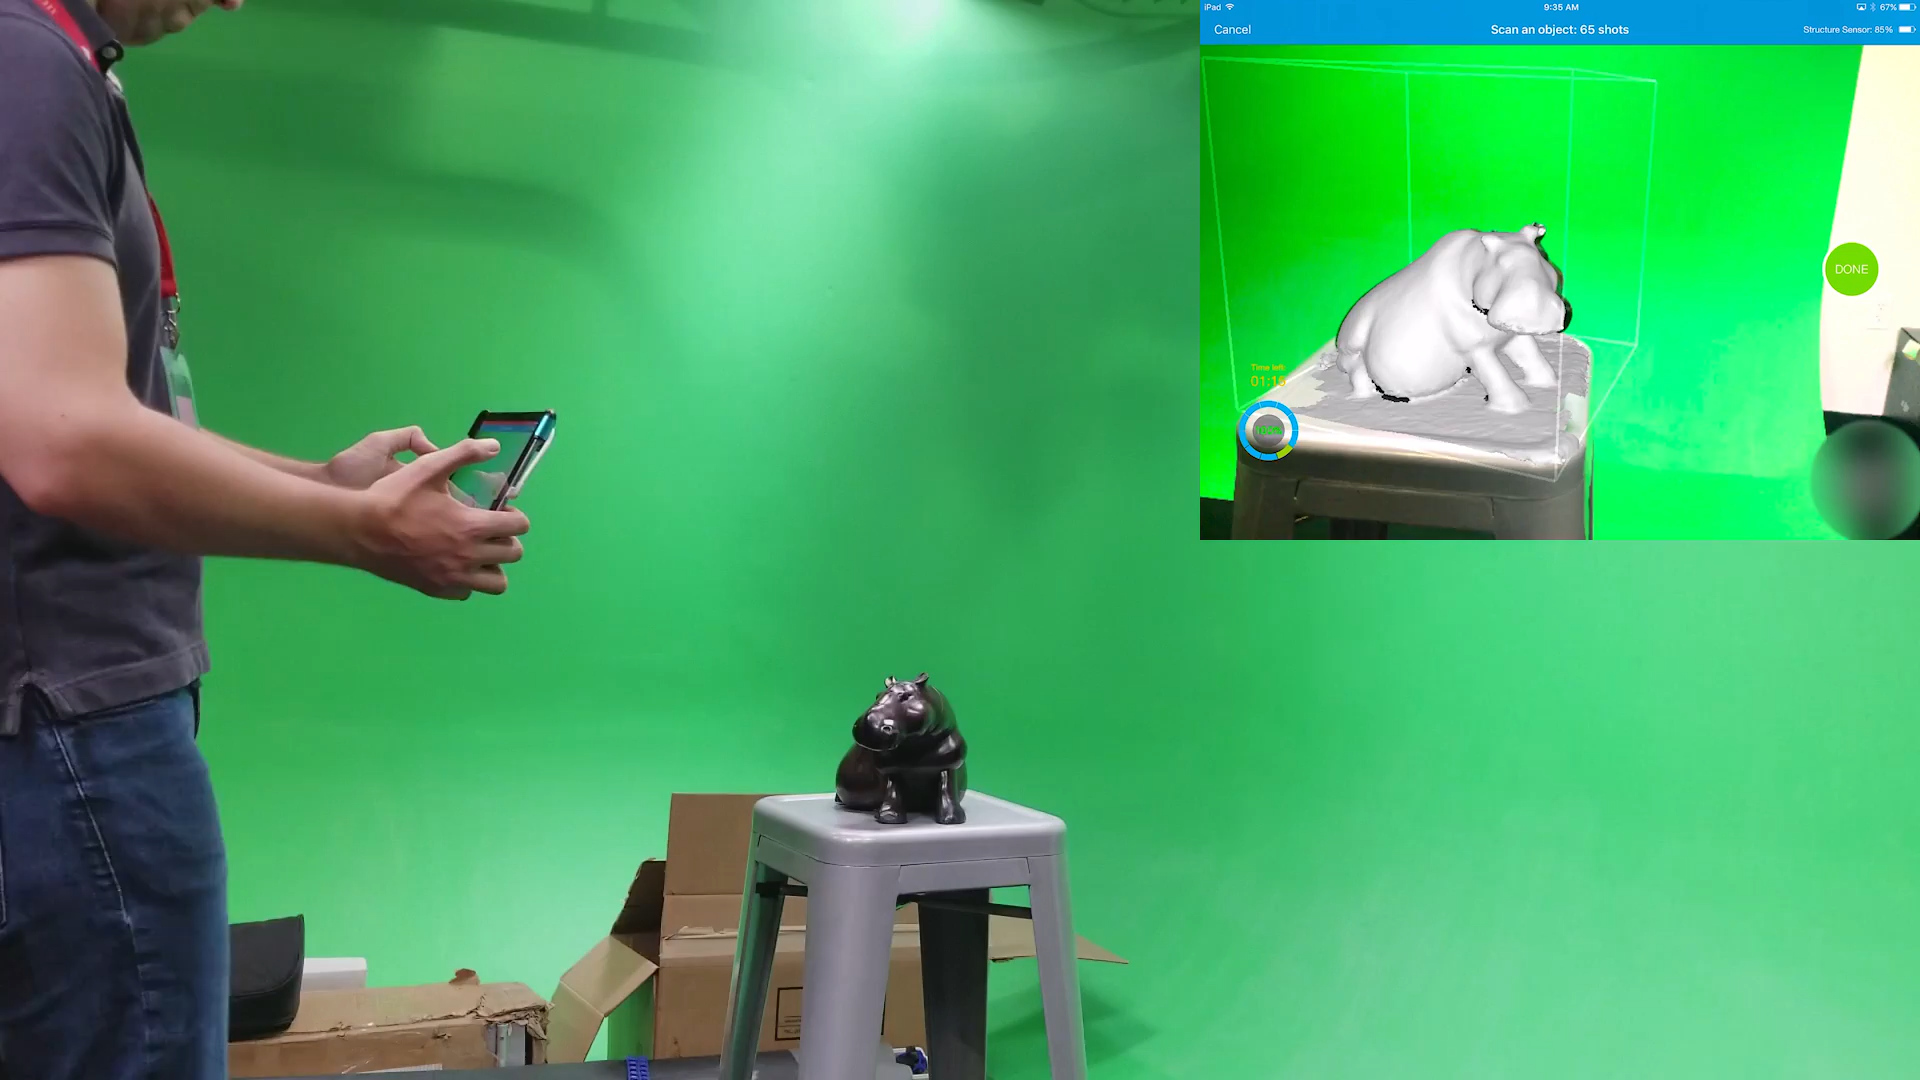 iPad 9:35 AM 67%
Cancel Scan an object: 65 shots Structure Sensor: 85%
DONE
Time left: